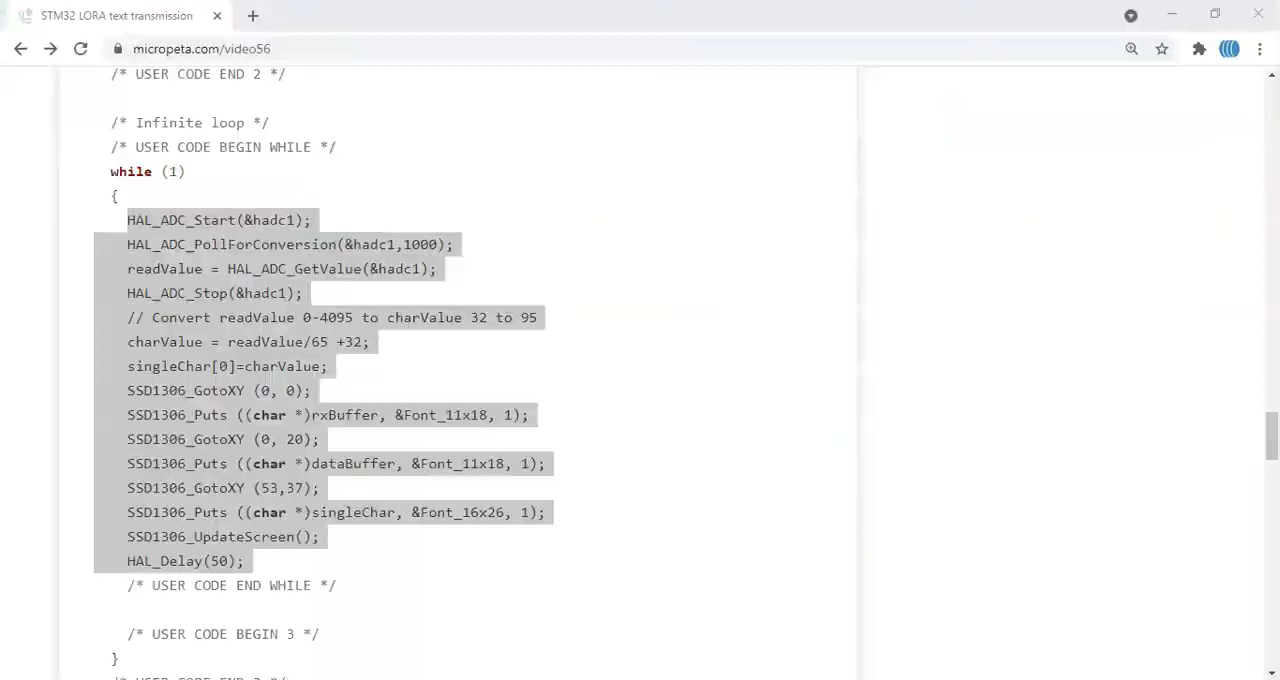 STM32 LORA text transmission
micropeta.com/video56
/* USER CODE END 2 */
/* Infinite loop */
/* USER CODE BEGIN WHILE */
while (1)
{
HAL_ADC_Start(&hadc1);
HAL_ADC_PollForConversion(&hadc1,1000);
readValue = HAL_ADC_GetValue(&hadc1);
HAL_ADC_Stop(&hadc1);
// Convert readValue 0-4095 to charValue 32 to 95
charValue = readValue/65 +32;
singleChar[0]=charValue;
SSD1306_GotoXY (0, 0);
SSD1306_Puts ((char *)rxBuffer, &Font_11x18, 1);
SSD1306_GotoXY (0, 20);
SSD1306_Puts ((char *)dataBuffer, &Font_11x18, 1);
SSD1306_GotoXY (53,37);
SSD1306_Puts ((char *)singleChar, &Font_16x26, 1);
SSD1306_UpdateScreen();
HAL_Delay(50);
/* USER CODE END WHILE */
/* USER CODE BEGIN 3 */
}
/* USER CODE END 3 */